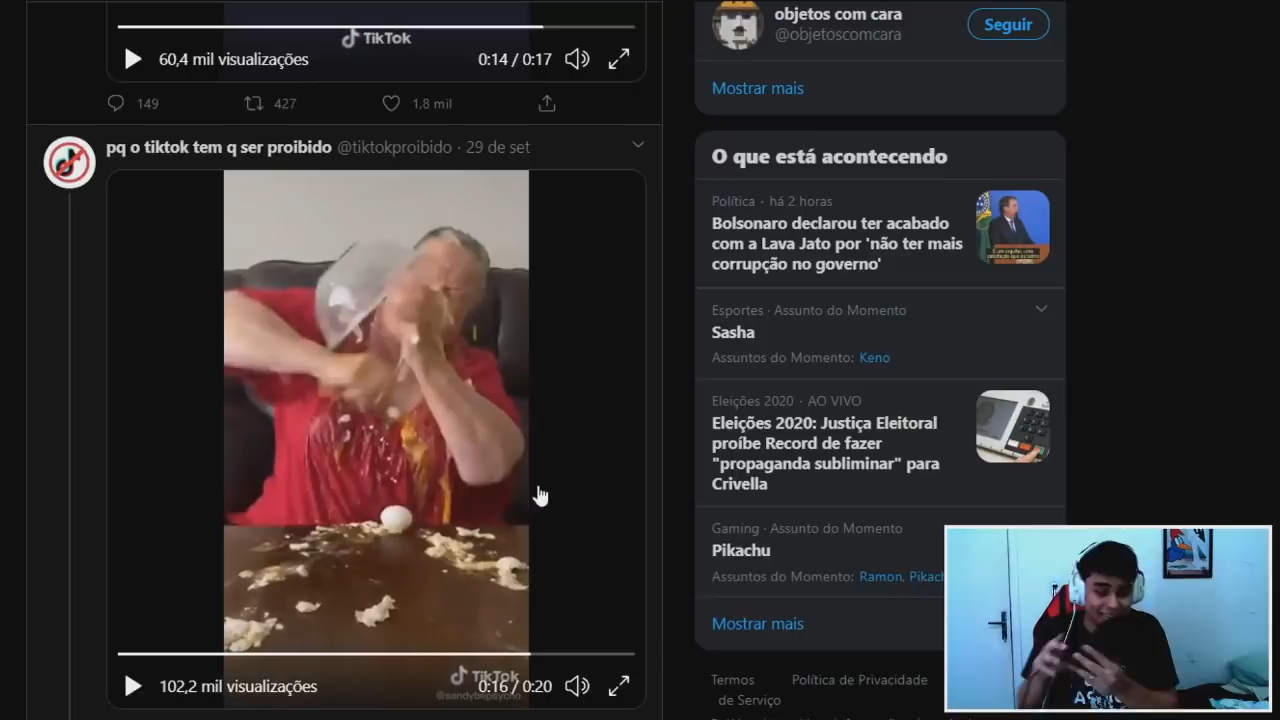 TikTok
60,4 mil visualizações
0:14 / 0:17
149
427
1,8 mil
pq o tiktok tem q ser proibido @tiktokproibido · 29 de set
TikTok
@sandybepsycho
102,2 mil visualizações
0:16 / 0:20
objetos com cara
@objetoscomcara
Seguir
Mostrar mais
O que está acontecendo
Política · há 2 horas
Bolsonaro declarou ter acabado
com a Lava Jato por 'não ter mais
corrupção no governo'
Esportes · Assunto do Momento
Sasha
Assuntos do Momento: Keno
Eleições 2020 · AO VIVO
Eleições 2020: Justiça Eleitoral
proíbe Record de fazer
"propaganda subliminar" para
Crivella
Gaming · Assunto do Momento
Pikachu
Assuntos do Momento: Ramon, Pikach
Mostrar mais
Termos
de Serviço
Política de Privacidade